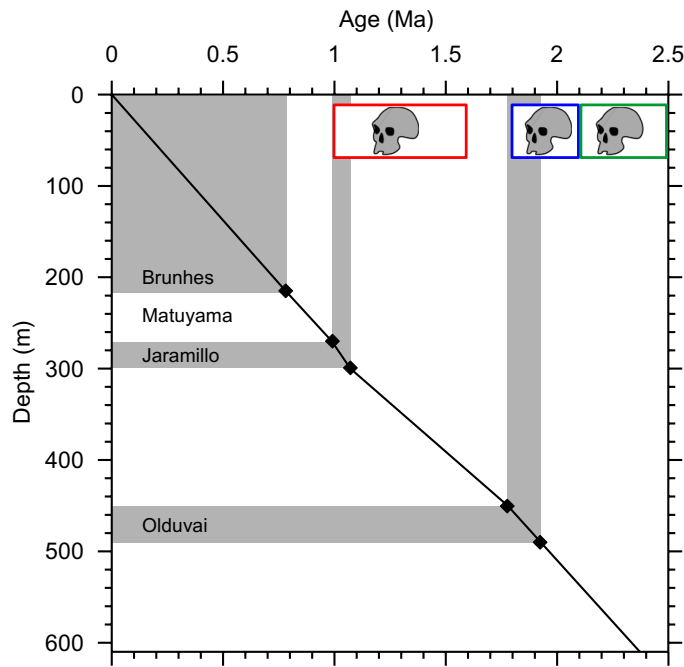 Age (Ma)
0 0.5 1 1.5 2 2.5
0
100
200
300
400
500
600
Depth (m)
Brunhes
Matuyama
Jaramillo
Olduvai